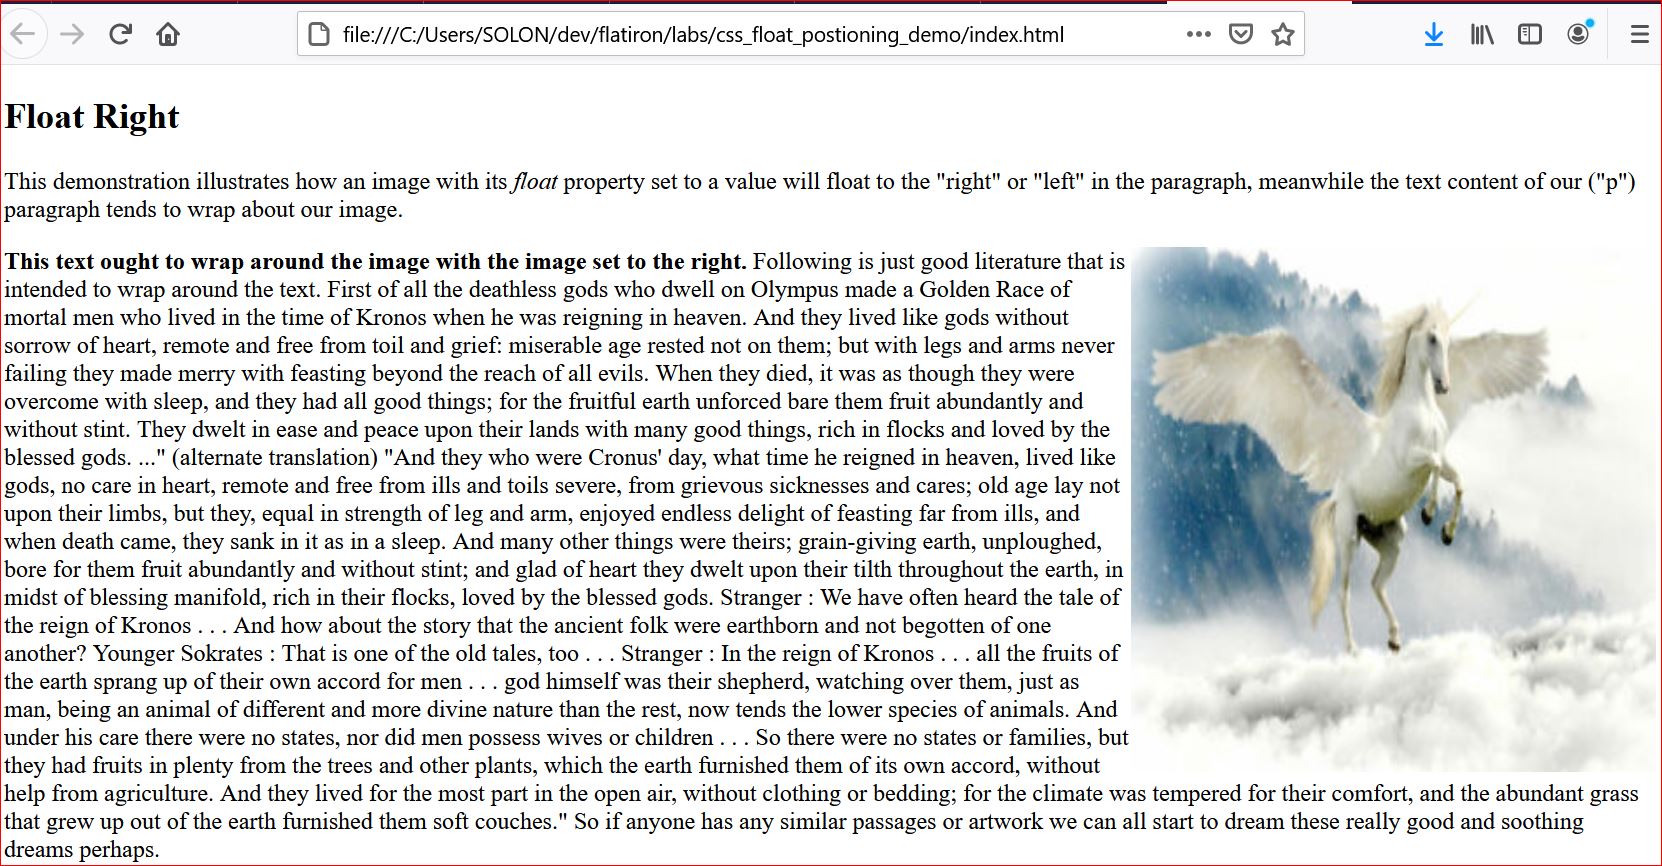 file:///C:/Users/SOLON/dev/flatiron/labs/css_float_postioning_demo/index.html
Float Right
This demonstration illustrates how an image with its float property set to a value will float to the "right" or "left" in the paragraph, meanwhile the text content of our ("p")
paragraph tends to wrap about our image.
This text ought to wrap around the image with the image set to the right. Following is just good literature that is
intended to wrap around the text. First of all the deathless gods who dwell on Olympus made a Golden Race of
mortal men who lived in the time of Kronos when he was reigning in heaven. And they lived like gods without
sorrow of heart, remote and free from toil and grief: miserable age rested not on them; but with legs and arms never
failing they made merry with feasting beyond the reach of all evils. When they died, it was as though they were
overcome with sleep, and they had all good things; for the fruitful earth unforced bare them fruit abundantly and
without stint. They dwelt in ease and peace upon their lands with many good things, rich in flocks and loved by the
blessed gods. ..." (alternate translation) "And they who were Cronus' day, what time he reigned in heaven, lived like
gods, no care in heart, remote and free from ills and toils severe, from grievous sicknesses and cares; old age lay not
upon their limbs, but they, equal in strength of leg and arm, enjoyed endless delight of feasting far from ills, and
when death came, they sank in it as in a sleep. And many other things were theirs; grain-giving earth, unploughed,
bore for them fruit abundantly and without stint; and glad of heart they dwelt upon their tilth throughout the earth, in
midst of blessing manifold, rich in their flocks, loved by the blessed gods. Stranger : We have often heard the tale of
the reign of Kronos . . . And how about the story that the ancient folk were earthborn and not begotten of one
another? Younger Sokrates : That is one of the old tales, too . . . Stranger : In the reign of Kronos . . . all the fruits of
the earth sprang up of their own accord for men . . . god himself was their shepherd, watching over them, just as
man, being an animal of different and more divine nature than the rest, now tends the lower species of animals. And
under his care there were no states, nor did men possess wives or children . . . So there were no states or families, but
they had fruits in plenty from the trees and other plants, which the earth furnished them of its own accord, without
help from agriculture. And they lived for the most part in the open air, without clothing or bedding; for the climate was tempered for their comfort, and the abundant grass
that grew up out of the earth furnished them soft couches." So if anyone has any similar passages or artwork we can all start to dream these really good and soothing
dreams perhaps.